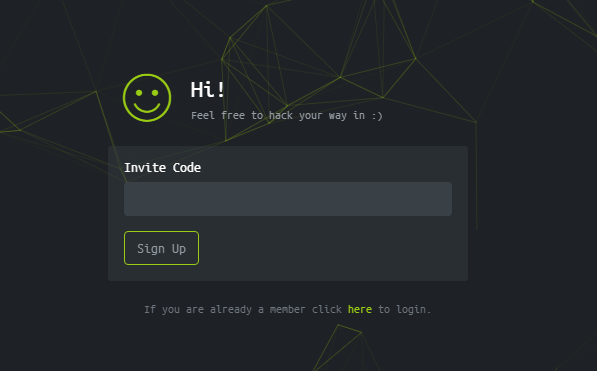 Hi!
Feel free to hack your way in :)
Invite Code
Sign Up
If you are already a member click here to login.